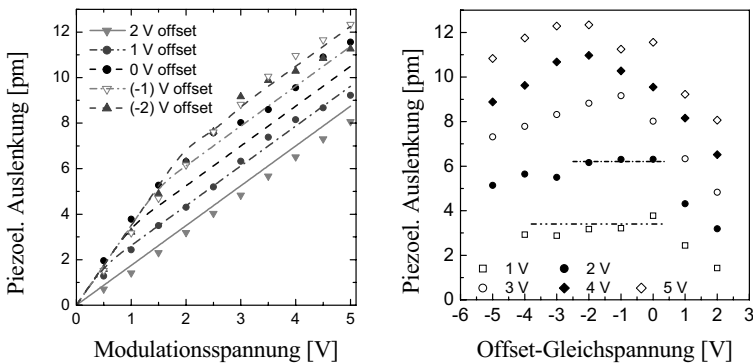 Piezoel. Auslenkung [pm]
12
10
8
6
4
2
0
0 1 2 3 4 5
Modulationsspannung [V]
2 V offset
1 V offset
0 V offset
(-1) V offset
(-2) V offset
Piezoel. Auslenkung [pm]
12
10
8
6
4
2
0
1 V 2 V
3 V 4 V 5 V
-6 -5 -4 -3 -2 -1 0 1 2 3
Offset-Gleichspannung [V]